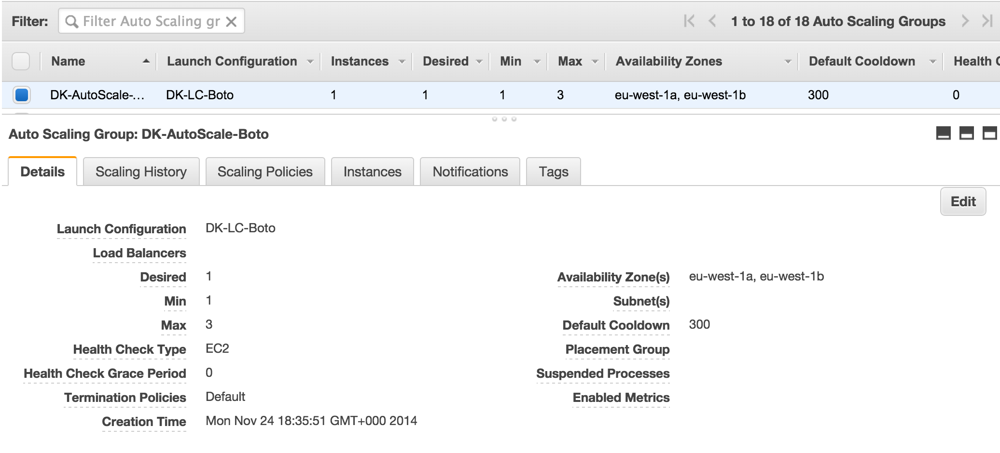 Filter: Filter Auto Scaling gr 1 to 18 of 18 Auto Scaling Groups
Name Launch Configuration Instances Desired Min Max Availability Zones Default Cooldown Health C
DK-AutoScale-... DK-LC-Boto 1 1 1 3 eu-west-1a, eu-west-1b 300 0
Auto Scaling Group: DK-AutoScale-Boto
Details Scaling History Scaling Policies Instances Notifications Tags
Edit
Launch Configuration DK-LC-Boto
Load Balancers
Desired 1 Availability Zone(s) eu-west-1a, eu-west-1b
Min 1 Subnet(s)
Max 3 Default Cooldown 300
Health Check Type EC2 Placement Group
Health Check Grace Period 0 Suspended Processes
Termination Policies Default Enabled Metrics
Creation Time Mon Nov 24 18:35:51 GMT+000 2014